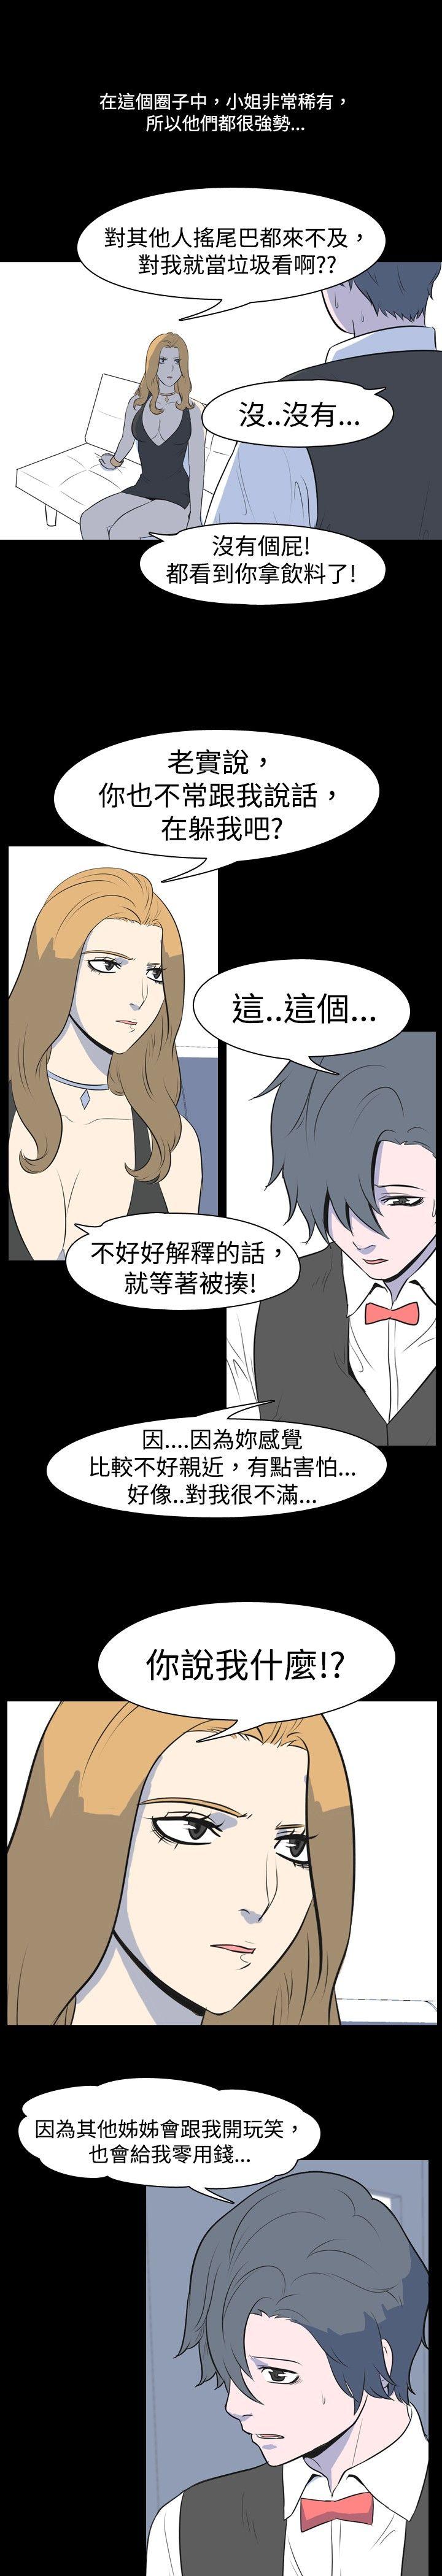 在這個圈子中，小姐非常稀有，
所以他們都很強勢...
對其他人搖尾巴都來不及，
對我就當垃圾看啊??
沒..沒有...
沒有個屁!
都看到你拿飲料了!
老實說，
你也不常跟我說話，
在躲我吧?
這..這個...
不好好解釋的話，
就等著被揍!
因....因為妳感覺
比較不好親近，有點害怕...
好像..對我很不滿...
你說我什麼!?
因為其他姊姊會跟我開玩笑，
也會給我零用錢...